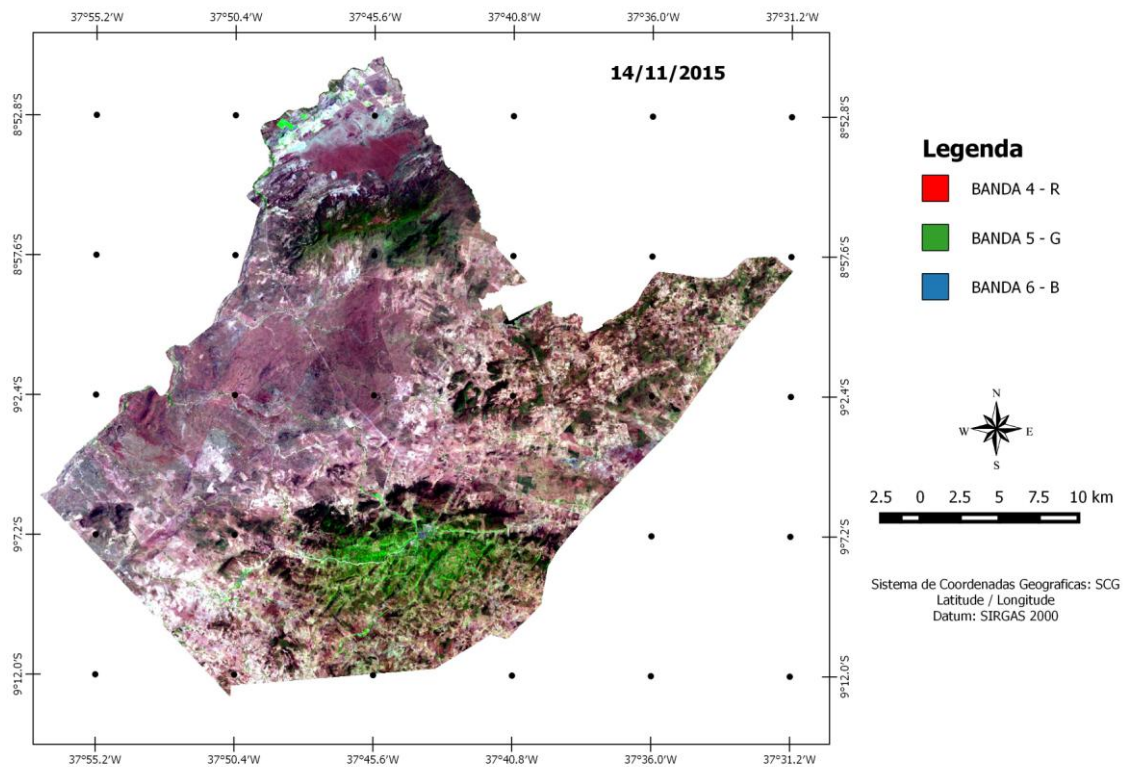 37°55.2'W 37°50.4'W 37°45.6'W 37°40.8'W 37°36.0'W 37°31.2'W
14/11/2015
8°52.8'S 8°52.8'S
8°57.6'S 8°57.6'S
9°2.4'S 9°2.4'S
9°7.2'S 9°7.2'S
9°12.0'S 9°12.0'S
37°55.2'W 37°50.4'W 37°45.6'W 37°40.8'W 37°36.0'W 37°31.2'W
Legenda
BANDA 4 - R
BANDA 5 - G
BANDA 6 - B
N
W E
S
2.5 0 2.5 5 7.5 10 km
Sistema de Coordenadas Geograficas: SCG
Latitude / Longitude
Datum: SIRGAS 2000